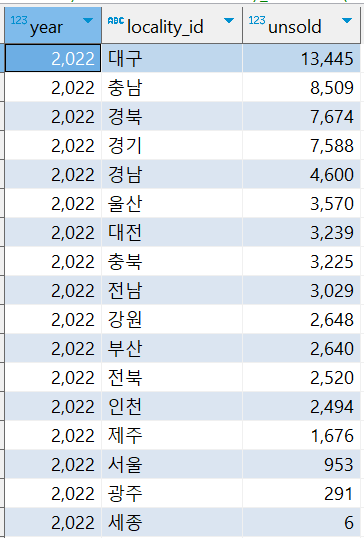 123 year ABC locality_id 123 unsold
2,022 대구 13,445
2,022 충남 8,509
2,022 경북 7,674
2,022 경기 7,588
2,022 경남 4,600
2,022 울산 3,570
2,022 대전 3,239
2,022 충북 3,225
2,022 전남 3,029
2,022 강원 2,648
2,022 부산 2,640
2,022 전북 2,520
2,022 인천 2,494
2,022 제주 1,676
2,022 서울 953
2,022 광주 291
2,022 세종 6